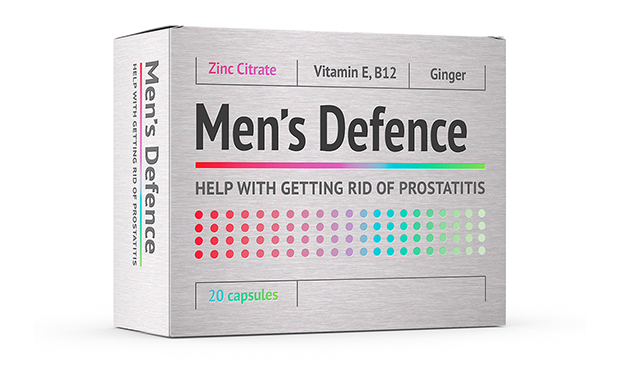 Zinc Citrate
Vitamin E, B12
Ginger
Men's Defence
HELP WITH GETTING RID OF PROSTATITIS
20 capsules
Men's Defence
HELP WITH GETTING RID OF PROSTATITIS